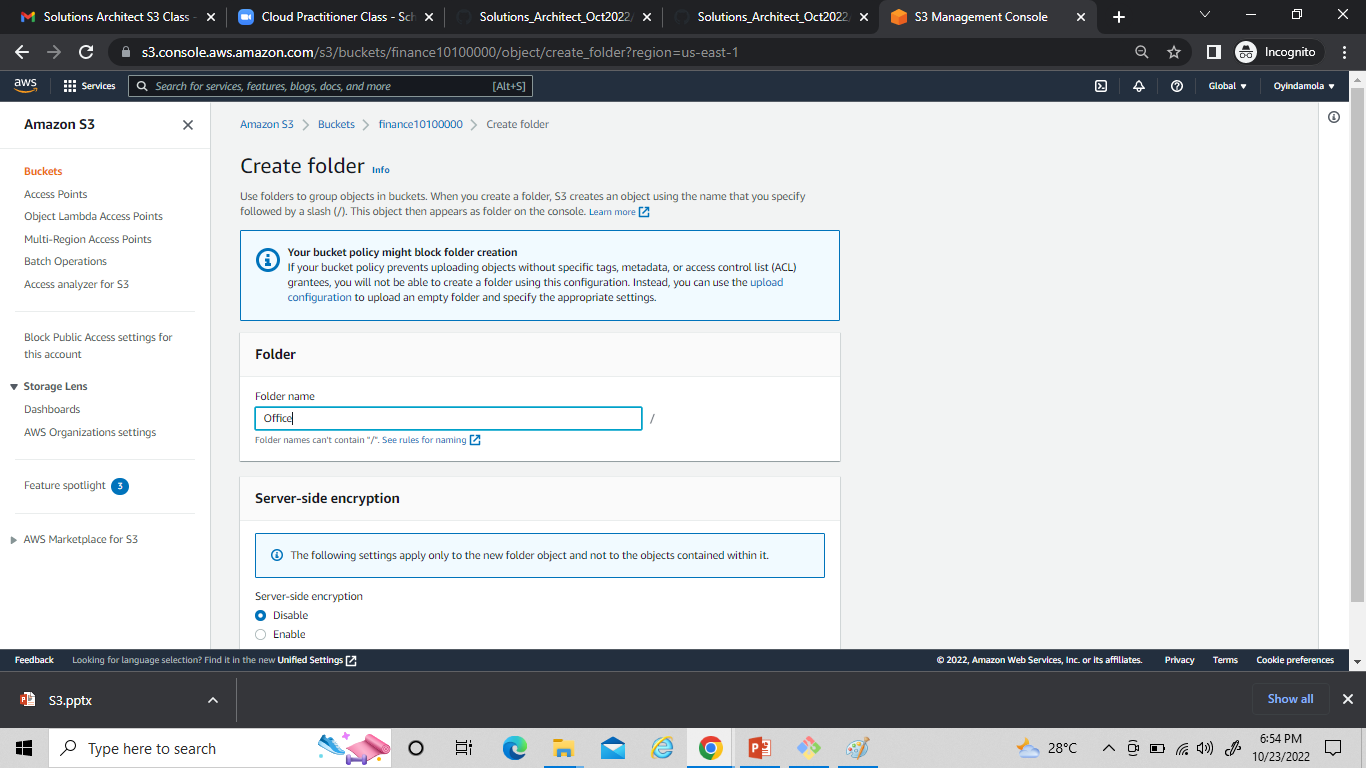 Solutions Architect S3 Class -
Cloud Practitioner Class - Sch
Solutions_Architect_Oct2022/
Solutions_Architect_Oct2022/
S3 Management Console
s3.console.aws.amazon.com/s3/buckets/finance10100000/object/create_folder?region=us-east-1
Incognito
aws
Services
Search for services, features, blogs, docs, and more
[Alt+S]
Global
Oyindamola
Amazon S3
Buckets
Access Points
Object Lambda Access Points
Multi-Region Access Points
Batch Operations
Access analyzer for S3
Block Public Access settings for
this account
Storage Lens
Dashboards
AWS Organizations settings
Feature spotlight 3
AWS Marketplace for S3
Amazon S3 > Buckets > finance10100000 > Create folder
Create folder Info
Use folders to group objects in buckets. When you create a folder, S3 creates an object using the name that you specify
followed by a slash (/). This object then appears as folder on the console. Learn more
Your bucket policy might block folder creation
If your bucket policy prevents uploading objects without specific tags, metadata, or access control list (ACL)
grantees, you will not be able to create a folder using this configuration. Instead, you can use the upload
configuration to upload an empty folder and specify the appropriate settings.
Folder
Folder name
Office /
Folder names can't contain "/". See rules for naming
Server-side encryption
The following settings apply only to the new folder object and not to the objects contained within it.
Server-side encryption
Disable
Enable
Feedback
Looking for language selection? Find it in the new Unified Settings
© 2022, Amazon Web Services, Inc. or its affiliates.
Privacy
Terms
Cookie preferences
S3.pptx
Show all
Type here to search
28°C
6:54 PM
10/23/2022